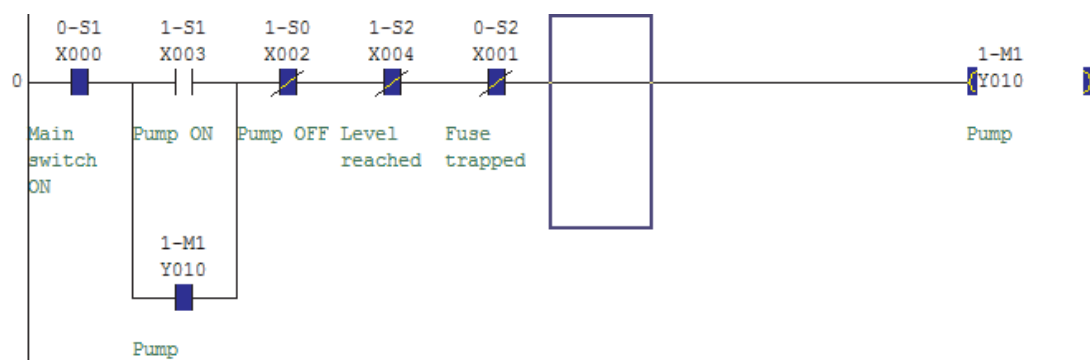 0-S1 1-S1 1-S0 1-S2 0-S2
X000 X003 X002 X004 X001 1-M1
0 Y010
Main Pump ON Pump OFF Level Fuse Pump
switch reached trapped
ON
1-M1
Y010
Pump